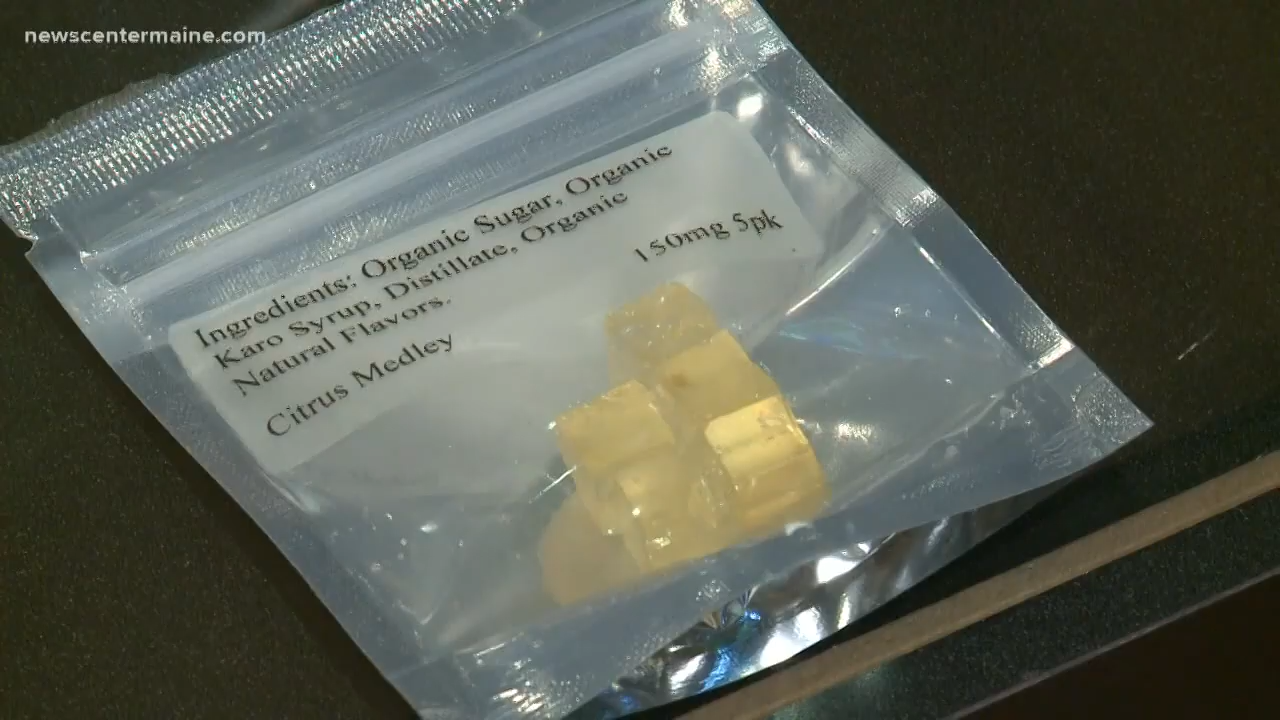 newscentermaine.com
Ingredients: Organic Sugar, Organic
Karo Syrup, Distillate, Organic
Natural Flavors.
150mg 5pk
Citrus Medley